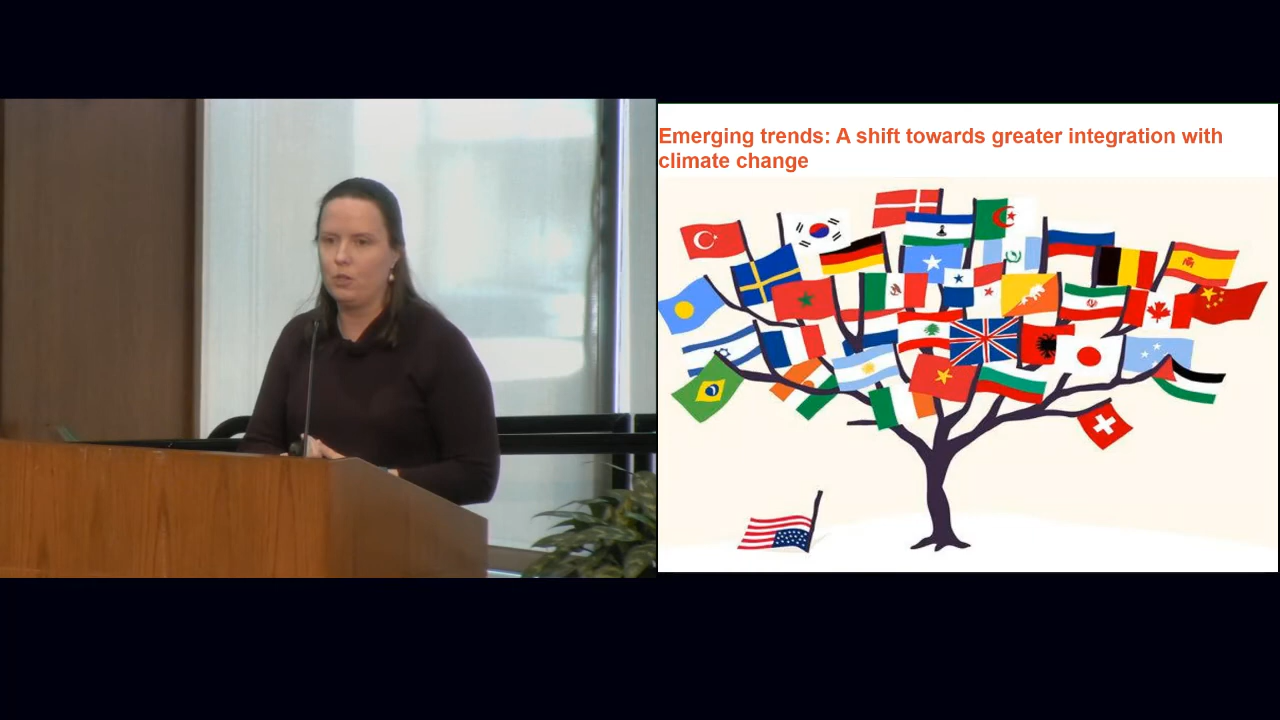 Emerging trends: A shift towards greater integration with
climate change